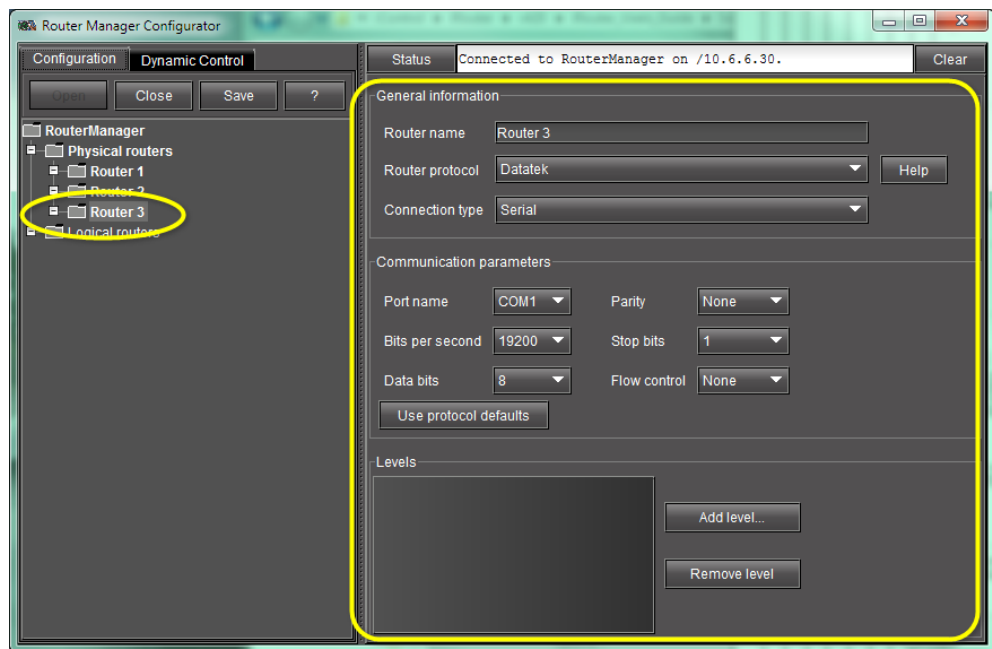 Router Manager Configurator
Configuration Dynamic Control
Open Close Save ?
RouterManager
Physical routers
Router 1
Router 2
Router 3
Logical routers
Status Connected to RouterManager on /10.6.6.30. Clear
General information
Router name Router 3
Router protocol Datatek Help
Connection type Serial
Communication parameters
Port name COM1 Parity None
Bits per second 19200 Stop bits 1
Data bits 8 Flow control None
Use protocol defaults
Levels
Add level...
Remove level